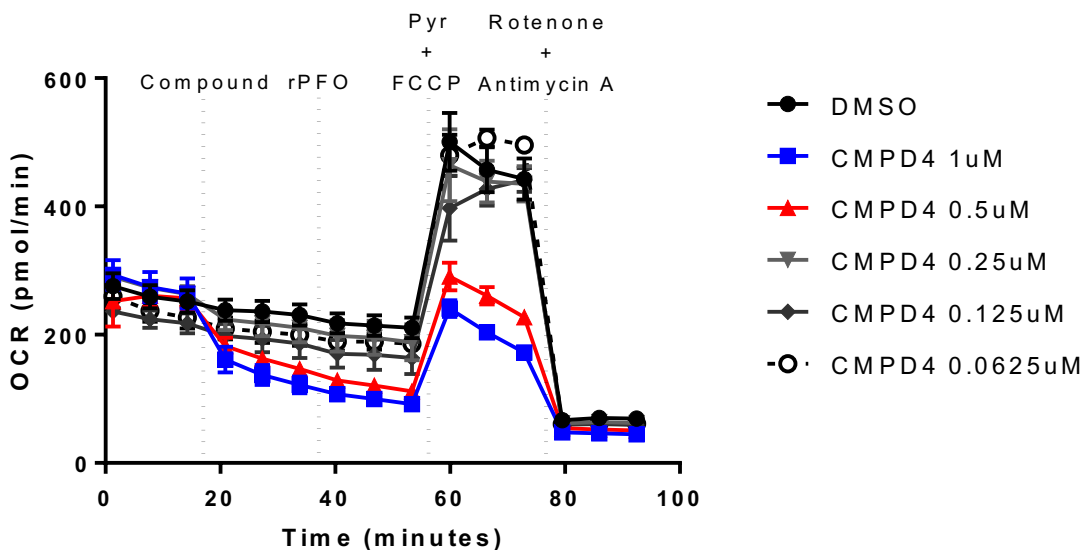 Pyr Rotenone
+ +
Compound rPFO FCCP Antimycin A
600
400
200
0
OCR (pmol/min)
0 20 40 60 80 100
Time (minutes)
DMSO
CMPD4 1uM
CMPD4 0.5uM
CMPD4 0.25uM
CMPD4 0.125uM
CMPD4 0.0625uM